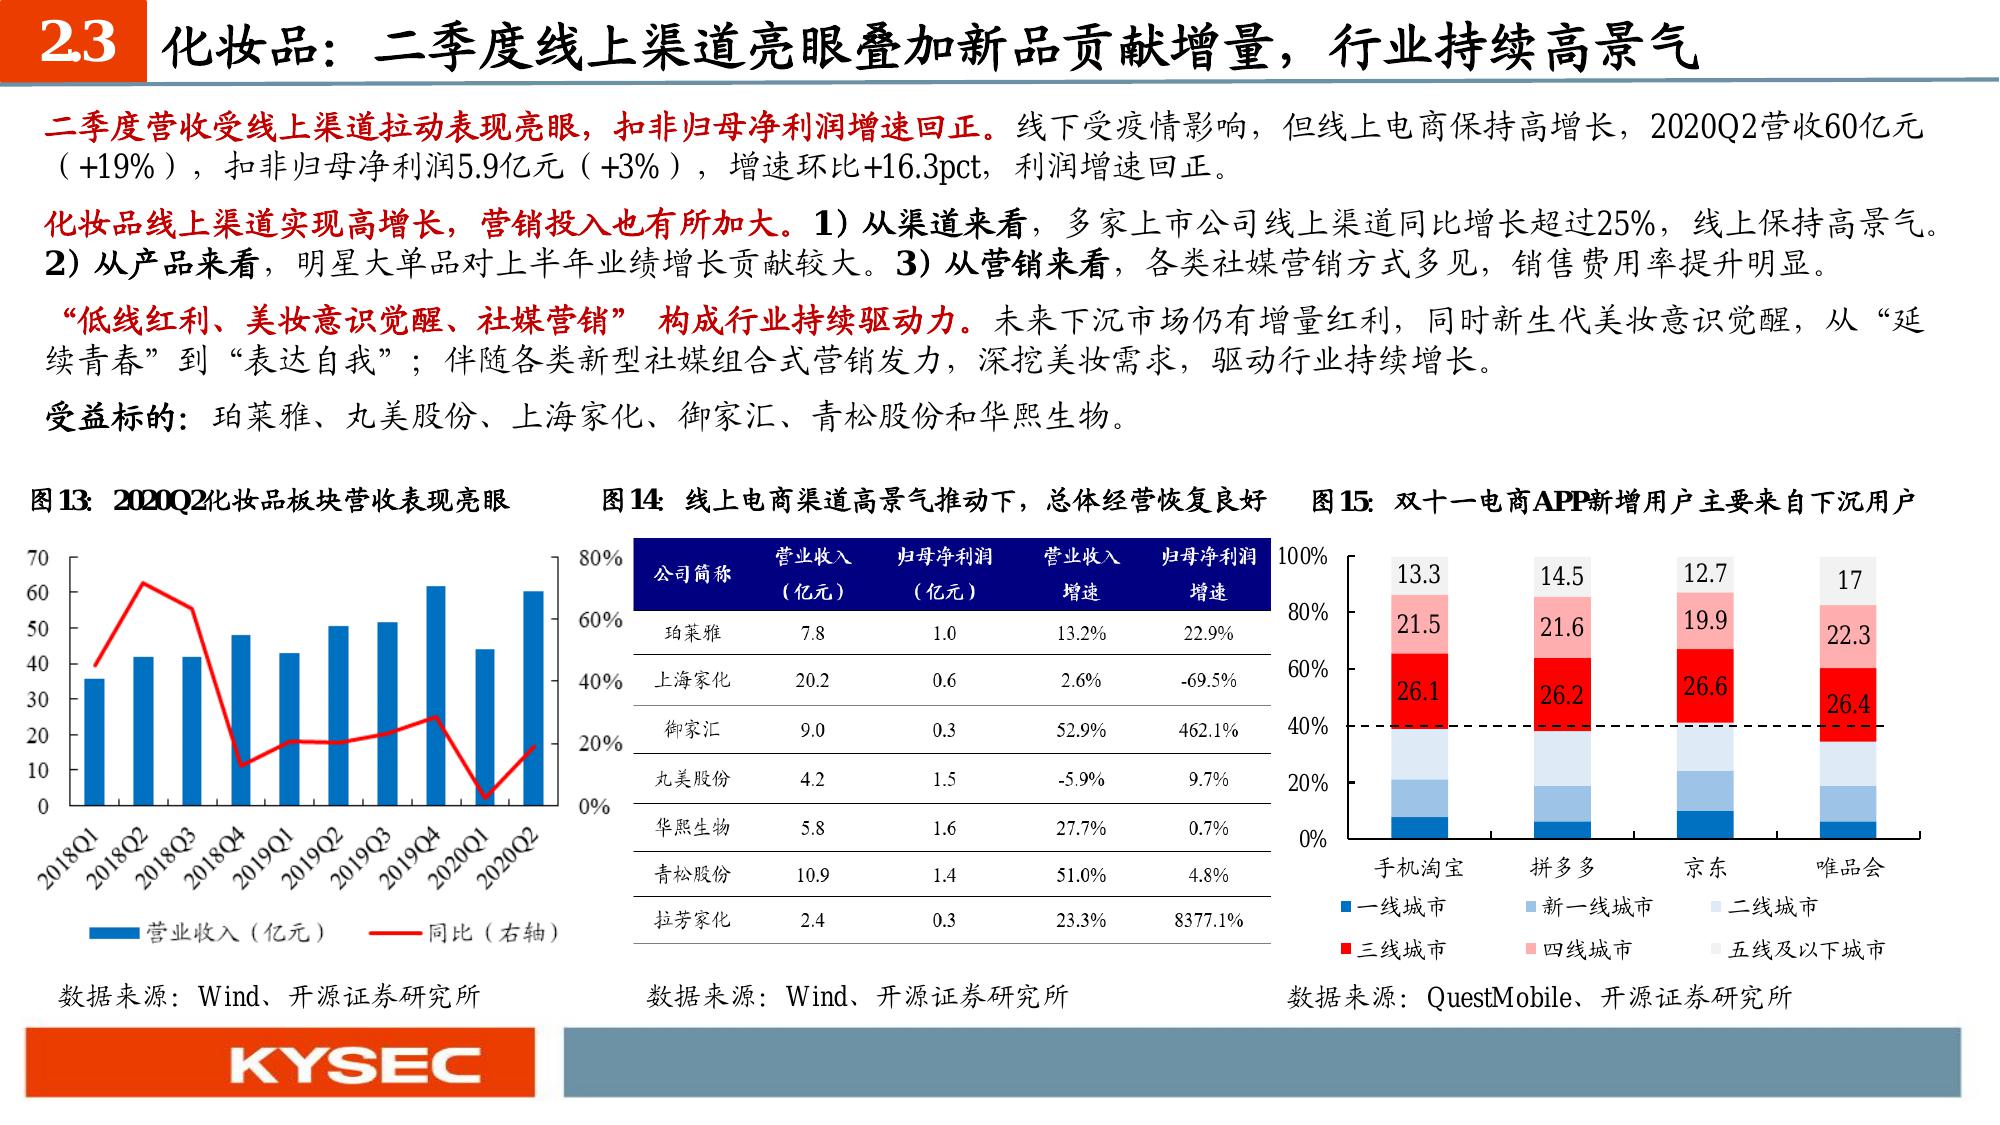 2.3 化妆品：二季度线上渠道亮眼叠加新品贡献增量，行业持续高景气
二季度营收受线上渠道拉动表现亮眼，扣非归母净利润增速回正。线下受疫情影响，但线上电商保持高增长，2020Q2营收60亿元
（+19%），扣非归母净利润5.9亿元（+3%），增速环比+16.3pct，利润增速回正。
化妆品线上渠道实现高增长，营销投入也有所加大。1）从渠道来看，多家上市公司线上渠道同比增长超过25%，线上保持高景气。
2）从产品来看，明星大单品对上半年业绩增长贡献较大。3）从营销来看，各类社媒营销方式多见，销售费用率提升明显。
“低线红利、美妆意识觉醒、社媒营销” 构成行业持续驱动力。未来下沉市场仍有增量红利，同时新生代美妆意识觉醒，从“延
续青春”到“表达自我”；伴随各类新型社媒组合式营销发力，深挖美妆需求，驱动行业持续增长。
受益标的：珀莱雅、丸美股份、上海家化、御家汇、青松股份和华熙生物。
图13：2020Q2化妆品板块营收表现亮眼
70
60
50
40
30
20
10
0
80%
60%
40%
20%
0%
2018Q1 2018Q2 2018Q3 2018Q4 2019Q1 2019Q2 2019Q3 2019Q4 2020Q1 2020Q2
营业收入（亿元） 同比（右轴）
数据来源：Wind、开源证券研究所
图14：线上电商渠道高景气推动下，总体经营恢复良好
公司简称 营业收入（亿元） 归母净利润（亿元） 营业收入增速 归母净利润增速
珀莱雅 7.8 1.0 13.2% 22.9%
上海家化 20.2 0.6 2.6% -69.5%
御家汇 9.0 0.3 52.9% 462.1%
丸美股份 4.2 1.5 -5.9% 9.7%
华熙生物 5.8 1.6 27.7% 0.7%
青松股份 10.9 1.4 51.0% 4.8%
拉芳家化 2.4 0.3 23.3% 8377.1%
数据来源：Wind、开源证券研究所
图15：双十一电商APP新增用户主要来自下沉用户
100%
80%
60%
40%
20%
0%
13.3 14.5 12.7 17
21.5 21.6 19.9 22.3
26.1 26.2 26.6 26.4
手机淘宝 拼多多 京东 唯品会
一线城市 新一线城市 二线城市
三线城市 四线城市 五线及以下城市
数据来源：QuestMobile、开源证券研究所
KYSEC